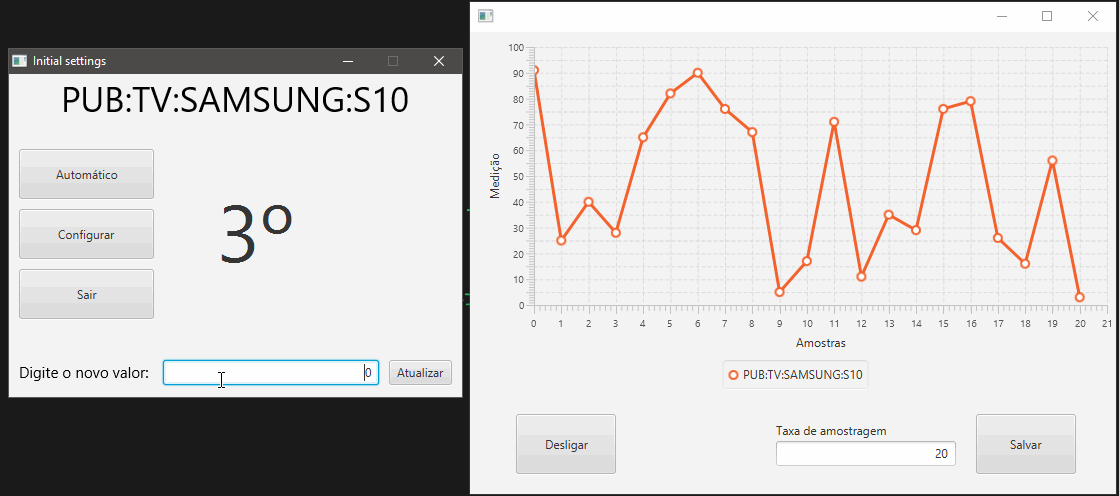 Initial settings
PUB:TV:SAMSUNG:S10
Automático
Configurar
Sair
3º
Digite o novo valor:
0
Atualizar
100
90
80
70
60
50
40
30
20
10
0
Medição
0 1 2 3 4 5 6 7 8 9 10 11 12 13 14 15 16 17 18 19 20 21
Amostras
PUB:TV:SAMSUNG:S10
Desligar
Taxa de amostragem
20
Salvar